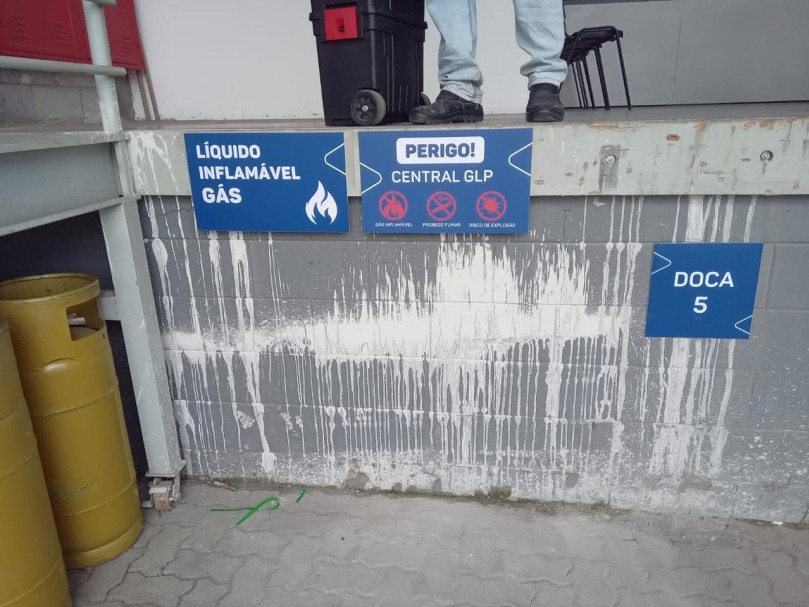 LÍQUIDO
INFLAMÁVEL
GÁS
PERIGO!
CENTRAL GLP
GÁS INFLAMÁVEL PROIBIDO FUMAR RISCO DE EXPLOSÃO
DOCA
5